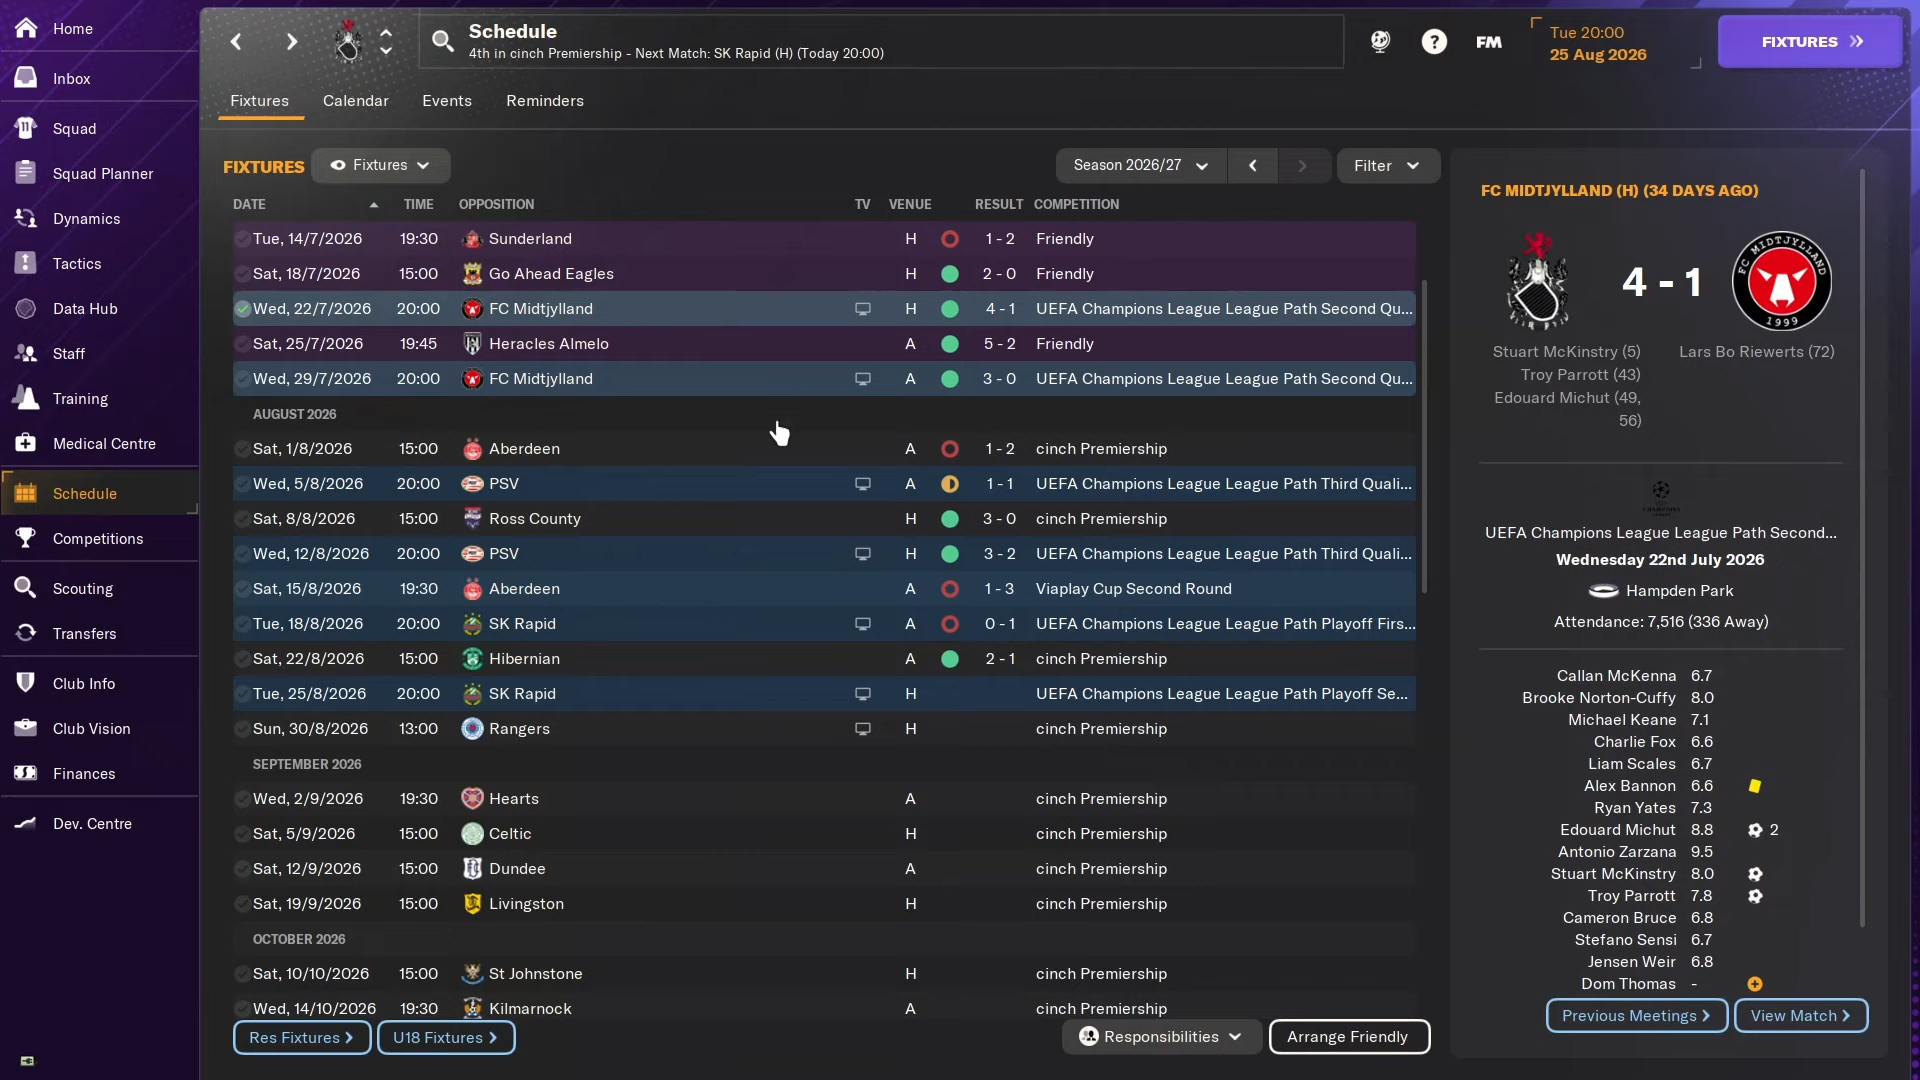 Home
Inbox
Squad
Squad Planner
Dynamics
Tactics
Data Hub
Staff
Training
Medical Centre
Schedule
Competitions
Scouting
Transfers
Club Info
Club Vision
Finances
Dev. Centre
Schedule
4th in cinch Premiership - Next Match: SK Rapid (H) (Today 20:00)
FM
Tue 20:00
25 Aug 2026
FIXTURES
Fixtures Calendar Events Reminders
FIXTURES Fixtures Season 2026/27 Filter
DATE TIME OPPOSITION TV VENUE RESULT COMPETITION
Tue, 14/7/2026 19:30 Sunderland H 1 - 2 Friendly
Sat, 18/7/2026 15:00 Go Ahead Eagles H 2 - 0 Friendly
Wed, 22/7/2026 20:00 FC Midtjylland H 4 - 1 UEFA Champions League League Path Second Qu...
Sat, 25/7/2026 19:45 Heracles Almelo A 5 - 2 Friendly
Wed, 29/7/2026 20:00 FC Midtjylland A 3 - 0 UEFA Champions League League Path Second Qu...
AUGUST 2026
Sat, 1/8/2026 15:00 Aberdeen A 1 - 2 cinch Premiership
Wed, 5/8/2026 20:00 PSV A 1 - 1 UEFA Champions League League Path Third Quali...
Sat, 8/8/2026 15:00 Ross County H 3 - 0 cinch Premiership
Wed, 12/8/2026 20:00 PSV H 3 - 2 UEFA Champions League League Path Third Quali...
Sat, 15/8/2026 19:30 Aberdeen A 1 - 3 Viaplay Cup Second Round
Tue, 18/8/2026 20:00 SK Rapid A 0 - 1 UEFA Champions League League Path Playoff Firs...
Sat, 22/8/2026 15:00 Hibernian A 2 - 1 cinch Premiership
Tue, 25/8/2026 20:00 SK Rapid H UEFA Champions League League Path Playoff Se...
Sun, 30/8/2026 13:00 Rangers H cinch Premiership
SEPTEMBER 2026
Wed, 2/9/2026 19:30 Hearts A cinch Premiership
Sat, 5/9/2026 15:00 Celtic H cinch Premiership
Sat, 12/9/2026 15:00 Dundee A cinch Premiership
Sat, 19/9/2026 15:00 Livingston H cinch Premiership
OCTOBER 2026
Sat, 10/10/2026 15:00 St Johnstone H cinch Premiership
Wed, 14/10/2026 19:30 Kilmarnock A cinch Premiership
Res Fixtures U18 Fixtures Responsibilities Arrange Friendly
FC MIDTJYLLAND (H) (34 DAYS AGO)
4 - 1
FC MIDTJYLLAND
1999
Stuart McKinstry (5) Lars Bo Riewerts (72)
Troy Parrott (43)
Edouard Michut (49,
56)
UEFA Champions League League Path Second...
Wednesday 22nd July 2026
Hampden Park
Attendance: 7,516 (336 Away)
Callan McKenna 6.7
Brooke Norton-Cuffy 8.0
Michael Keane 7.1
Charlie Fox 6.6
Liam Scales 6.7
Alex Bannon 6.6
Ryan Yates 7.3
Edouard Michut 8.8 2
Antonio Zarzana 9.5
Stuart McKinstry 8.0
Troy Parrott 7.8
Cameron Bruce 6.8
Stefano Sensi 6.7
Jensen Weir 6.8
Dom Thomas -
Previous Meetings View Match